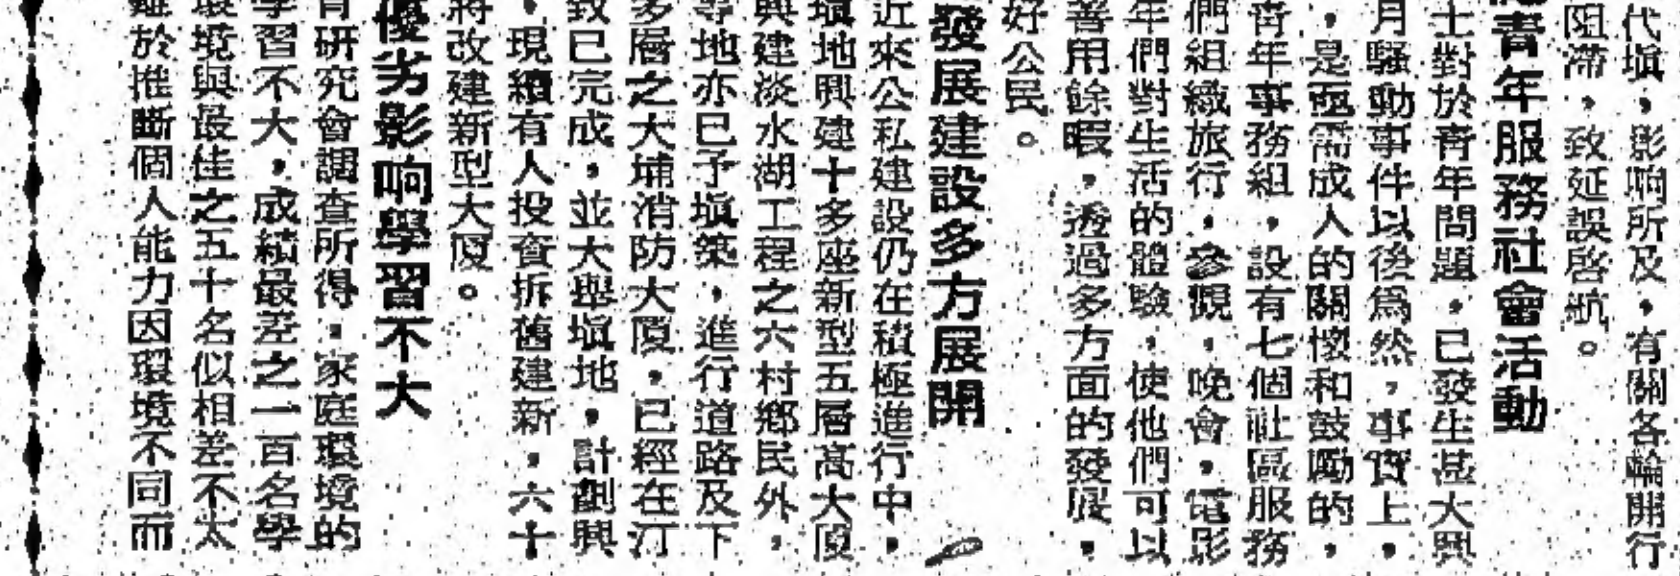 代塡，影响所及，有關各輪開行
阻滯，致延誤啓航。
青年服務社會活動
士對於青年問題，已發生甚大興
月騷動事件以後爲然，事實上，
，是亟需成人的關懷和鼓勵的，
青年事務組，設有七個社區服務
們組織旅行，參觀，晚會，電影
年們對生活的體驗，使他們可以
善用餘暇，透過多方面的發展，
好公民。
發展建設多方展開
近來公私建設仍在積極進行中，
塡地興建十多座新型五層高大厦
興建淡水湖工程之六村鄉民外，
等地亦已予塡築，進行道路及下
多層之大埔消防大厦，已經在汀
致已完成，並大舉塡地，計劃興
，現續有人投資拆舊建新，六十
將改建新型大厦。
優劣影响學習不大
育研究會調查所得，家庭環境的
學習不大，成績最差之一百名學
環境與最佳之五十名似相差不太
難於推斷個人能力因環境不同而